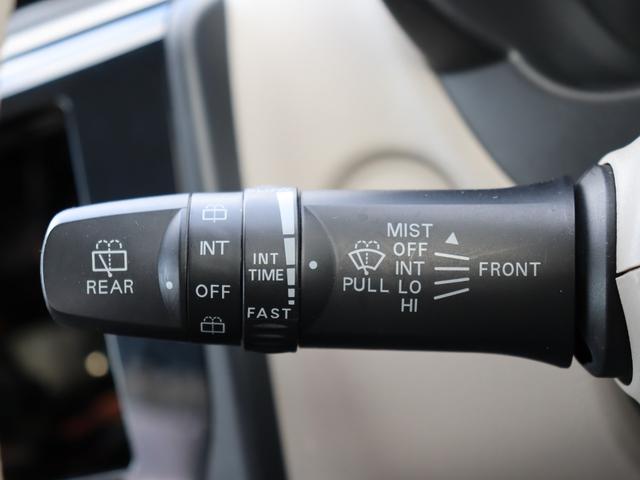 REAR
INT
OFF
INT
TIME
FAST
MIST
OFF
INT
LO
HI
PULL
FRONT